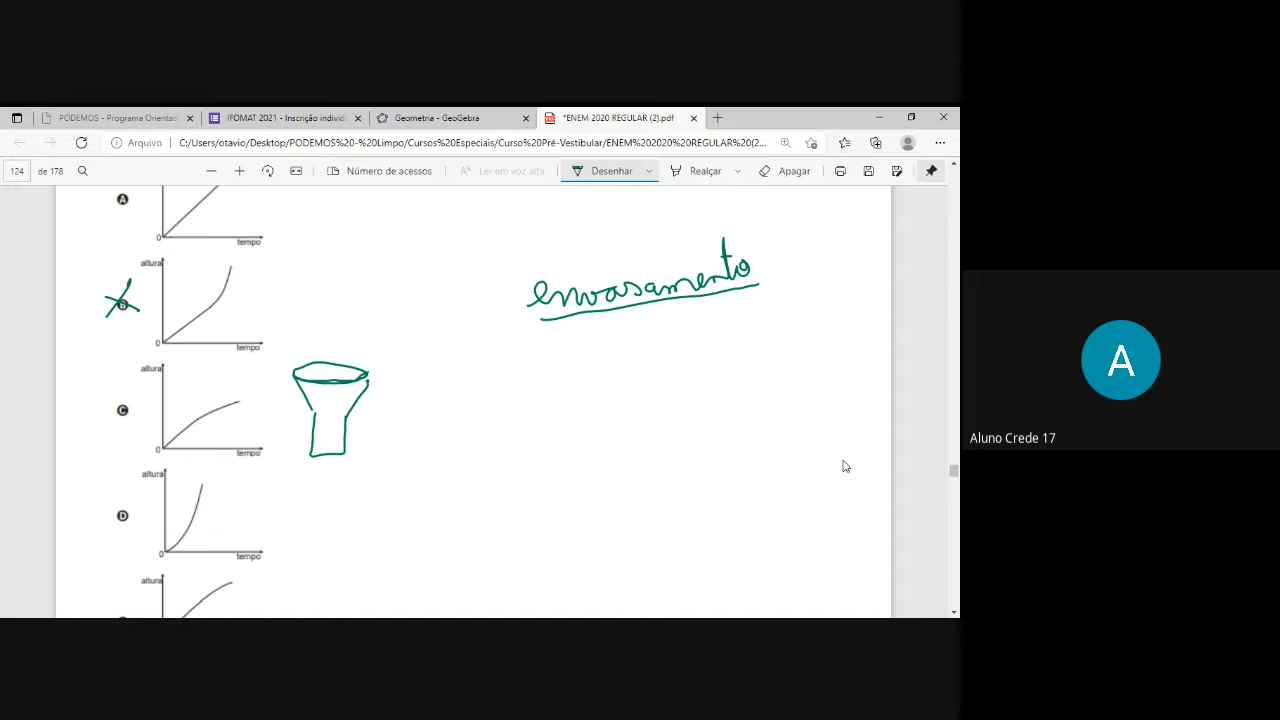 PODEMOS - Programa Orientad
IFOMAT 2021 - Inscrição individu
Geometria - GeoGebra
*ENEM 2020 REGULAR (2).pdf
Arquivo
C:/Users/otavio/Desktop/PODEMOS%20-%20Limpo/Cursos%20Especiais/Curso%20Pré-Vestibular/ENEM%202020%20REGULAR%20(2...
124 de 178
Número de acessos
Ler em voz alta
Desenhar
Realçar
Apagar
A
0
tempo
altura
B
0
tempo
envasamento
altura
C
0
tempo
altura
D
0
tempo
altura
A
Aluno Crede 17